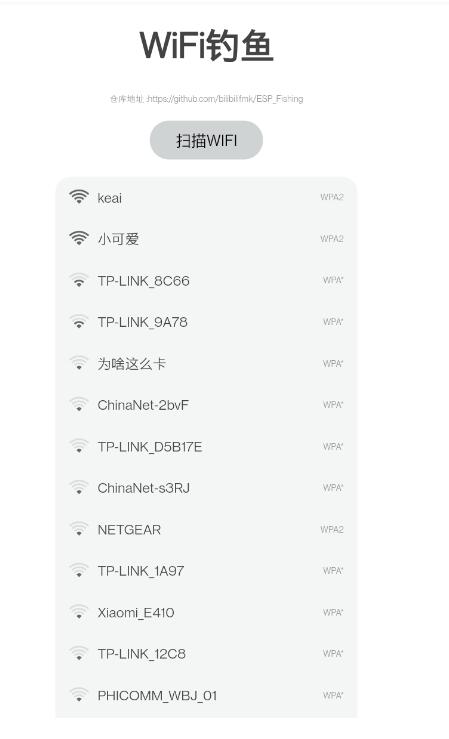 WiFi钓鱼
仓库地址 :https://github.com/bilibilifmk/ESP_Fishing
扫描WIFI
keai WPA2
小可爱 WPA2
TP-LINK_8C66 WPA*
TP-LINK_9A78 WPA*
为啥这么卡 WPA*
ChinaNet-2bvF WPA*
TP-LINK_D5B17E WPA*
ChinaNet-s3RJ WPA*
NETGEAR WPA2
TP-LINK_1A97 WPA*
Xiaomi_E410 WPA*
TP-LINK_12C8 WPA*
PHICOMM_WBJ_01 WPA*